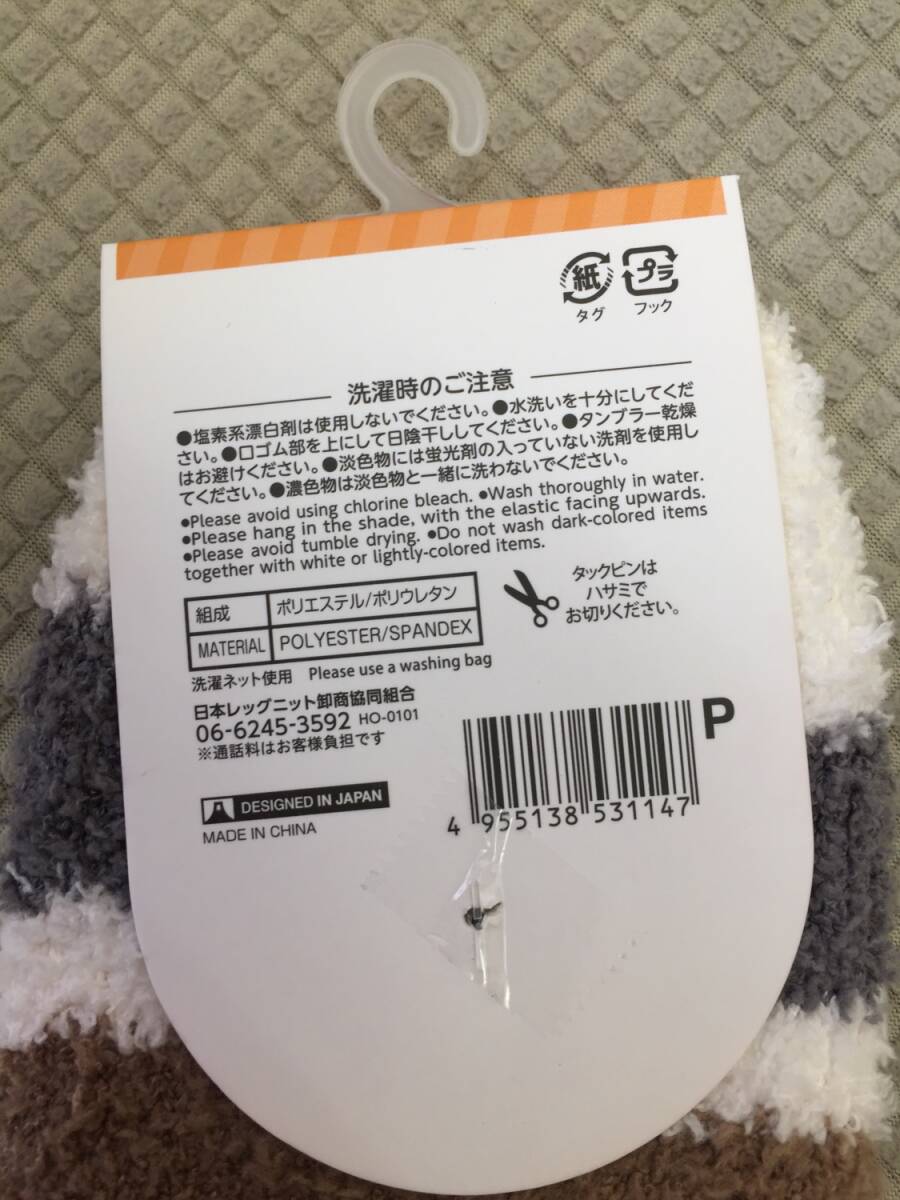 紙
プラ
タグ
フック
洗濯時のご注意
●塩素系漂白剤は使用しないでください。●水洗いを十分にしてくだ
さい。●口ゴム部を上にして日陰干ししてください。●タンブラー乾燥
はお避けください。●淡色物には蛍光剤の入っていない洗剤を使用し
てください。●濃色物は淡色物と一緒に洗わないでください。
●Please avoid using chlorine bleach. ●Wash thoroughly in water.
●Please hang in the shade, with the elastic facing upwards.
●Please avoid tumble drying. ●Do not wash dark-colored items
together with white or lightly-colored items.
組成 ポリエステル/ポリウレタン
MATERIAL POLYESTER/SPANDEX
タックピンは
ハサミで
お切りください。
洗濯ネット使用 Please use a washing bag
日本レッグニット卸商協同組合
06-6245-3592 HO-0101
※通話料はお客様負担です
P
DESIGNED IN JAPAN
MADE IN CHINA
4 955138 531147